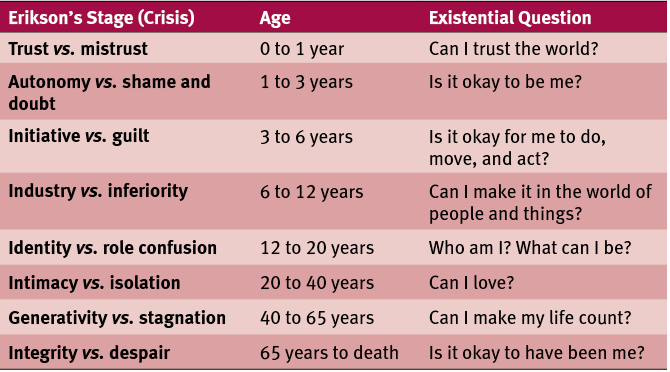 Erikson's Stage (Crisis) Age Existential Question
Trust vs. mistrust 0 to 1 year Can I trust the world?
Autonomy vs. shame and 1 to 3 years Is it okay to be me?
doubt
Initiative vs. guilt 3 to 6 years Is it okay for me to do,
move, and act?
Industry vs. inferiority 6 to 12 years Can I make it in the world of
people and things?
Identity vs. role confusion 12 to 20 years Who am I? What can I be?
Intimacy vs. isolation 20 to 40 years Can I love?
Generativity vs. stagnation 40 to 65 years Can I make my life count?
Integrity vs. despair 65 years to death Is it okay to have been me?